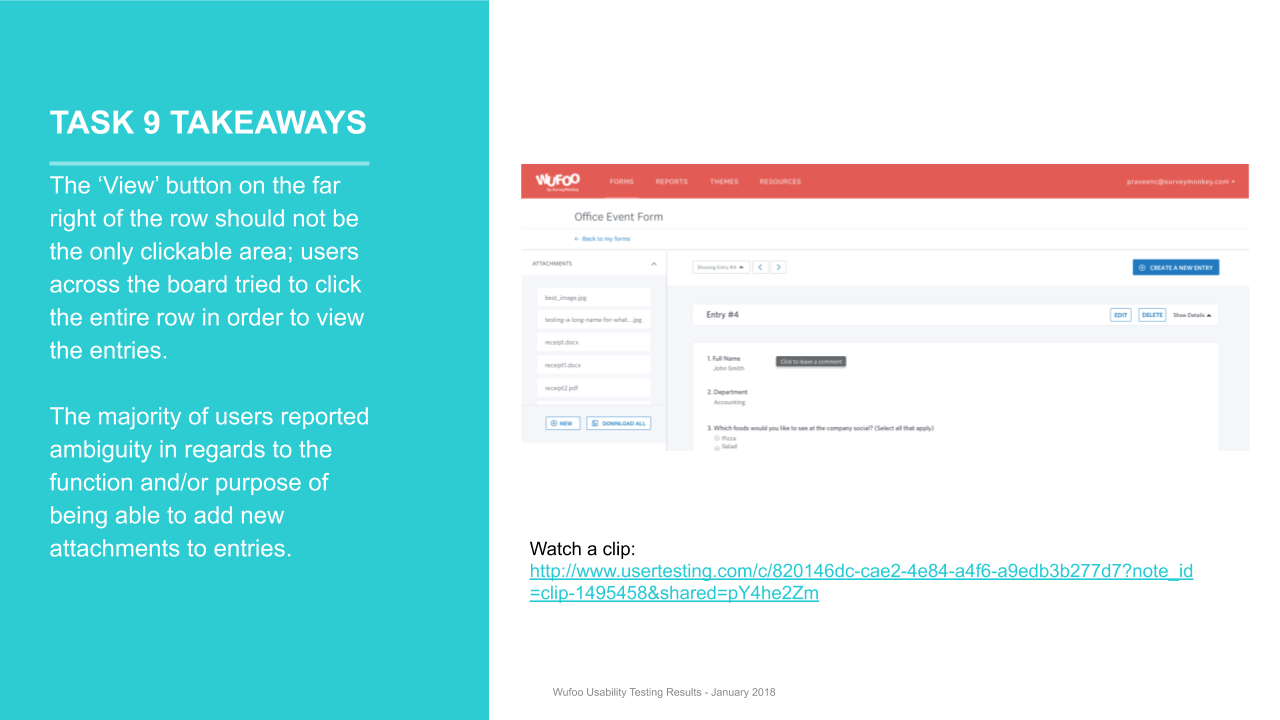 TASK 9 TAKEAWAYS
The ‘View’ button on the far
right of the row should not be
the only clickable area; users
across the board tried to click
the entire row in order to view
the entries.
The majority of users reported
ambiguity in regards to the
function and/or purpose of
being able to add new
attachments to entries.
WUFOO
by SurveyMonkey
FORMS REPORTS THEMES RESOURCES
praveenc@surveymonkey.com
Office Event Form
← Back to my forms
ATTACHMENTS
best_image.jpg
testing-a-long-name-for-what....jpg
receipt.docx
receipt1.docx
receipt2.pdf
NEW DOWNLOAD ALL
Showing Entry #4
CREATE A NEW ENTRY
Entry #4
EDIT DELETE Show Details
1. Full Name
John Smith
Click to leave a comment
2. Department
Accounting
3. Which foods would you like to see at the company social? (Select all that apply)
Pizza
Salad
Watch a clip:
http://www.usertesting.com/c/820146dc-cae2-4e84-a4f6-a9edb3b277d7?note_id
=clip-1495458&shared=pY4he2Zm
Wufoo Usability Testing Results - January 2018